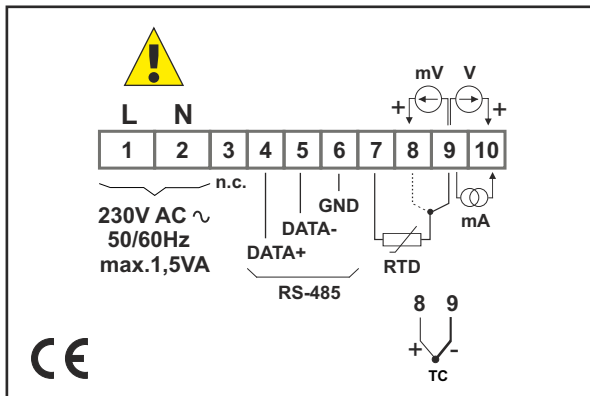 mV V
+ +
L N
1 2 3 4 5 6 7 8 9 10
n.c.
230V AC ∿
50/60Hz
max.1,5VA
GND
DATA-
DATA+
RS-485
RTD
mA
8 9
+ -
TC
CE